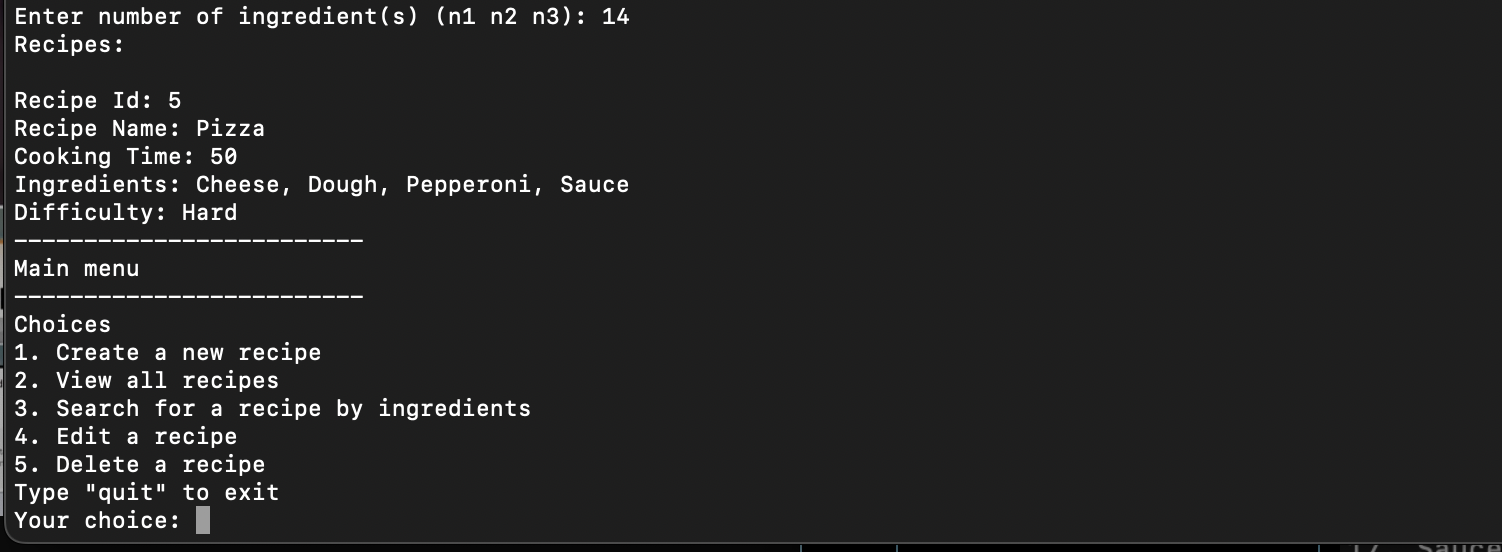 Enter number of ingredient(s) (n1 n2 n3): 14
Recipes:

Recipe Id: 5
Recipe Name: Pizza
Cooking Time: 50
Ingredients: Cheese, Dough, Pepperoni, Sauce
Difficulty: Hard
-------------------------
Main menu
-------------------------
Choices
1. Create a new recipe
2. View all recipes
3. Search for a recipe by ingredients
4. Edit a recipe
5. Delete a recipe
Type "quit" to exit
Your choice:
Sauce